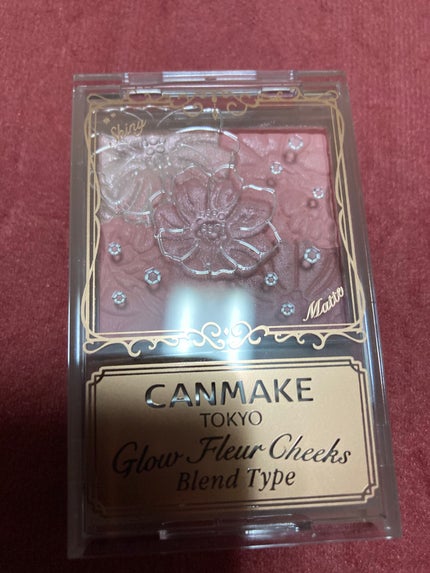 Shiny
Matte
CANMAKE
TOKYO
Glow Fleur Cheeks
Blend Type